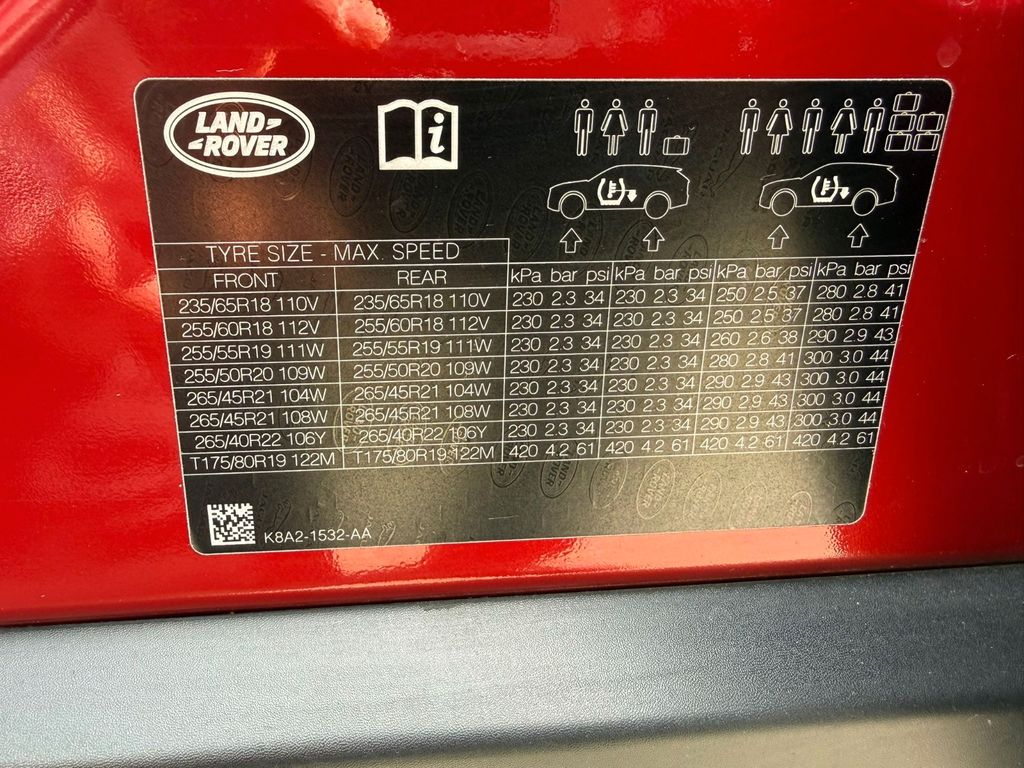 LAND-
-ROVER
i
TYRE SIZE - MAX. SPEED
FRONT REAR kPa bar psi kPa bar psi kPa bar psi kPa bar psi
235/65R18 110V 235/65R18 110V 230 2.3 34 230 2.3 34 250 2.5 37 280 2.8 41
255/60R18 112V 255/60R18 112V 230 2.3 34 230 2.3 34 250 2.5 37 280 2.8 41
255/55R19 111W 255/55R19 111W 230 2.3 34 230 2.3 34 260 2.6 38 290 2.9 43
255/50R20 109W 255/50R20 109W 230 2.3 34 230 2.3 34 280 2.8 41 300 3.0 44
265/45R21 104W 265/45R21 104W 230 2.3 34 230 2.3 34 290 2.9 43 300 3.0 44
265/45R21 108W 265/45R21 108W 230 2.3 34 230 2.3 34 290 2.9 43 300 3.0 44
265/40R22 106Y 265/40R22 106Y 230 2.3 34 230 2.3 34 290 2.9 43 300 3.0 44
T175/80R19 122M T175/80R19 122M 420 4.2 61 420 4.2 61 420 4.2 61 420 4.2 61
K8A2-1532-AA